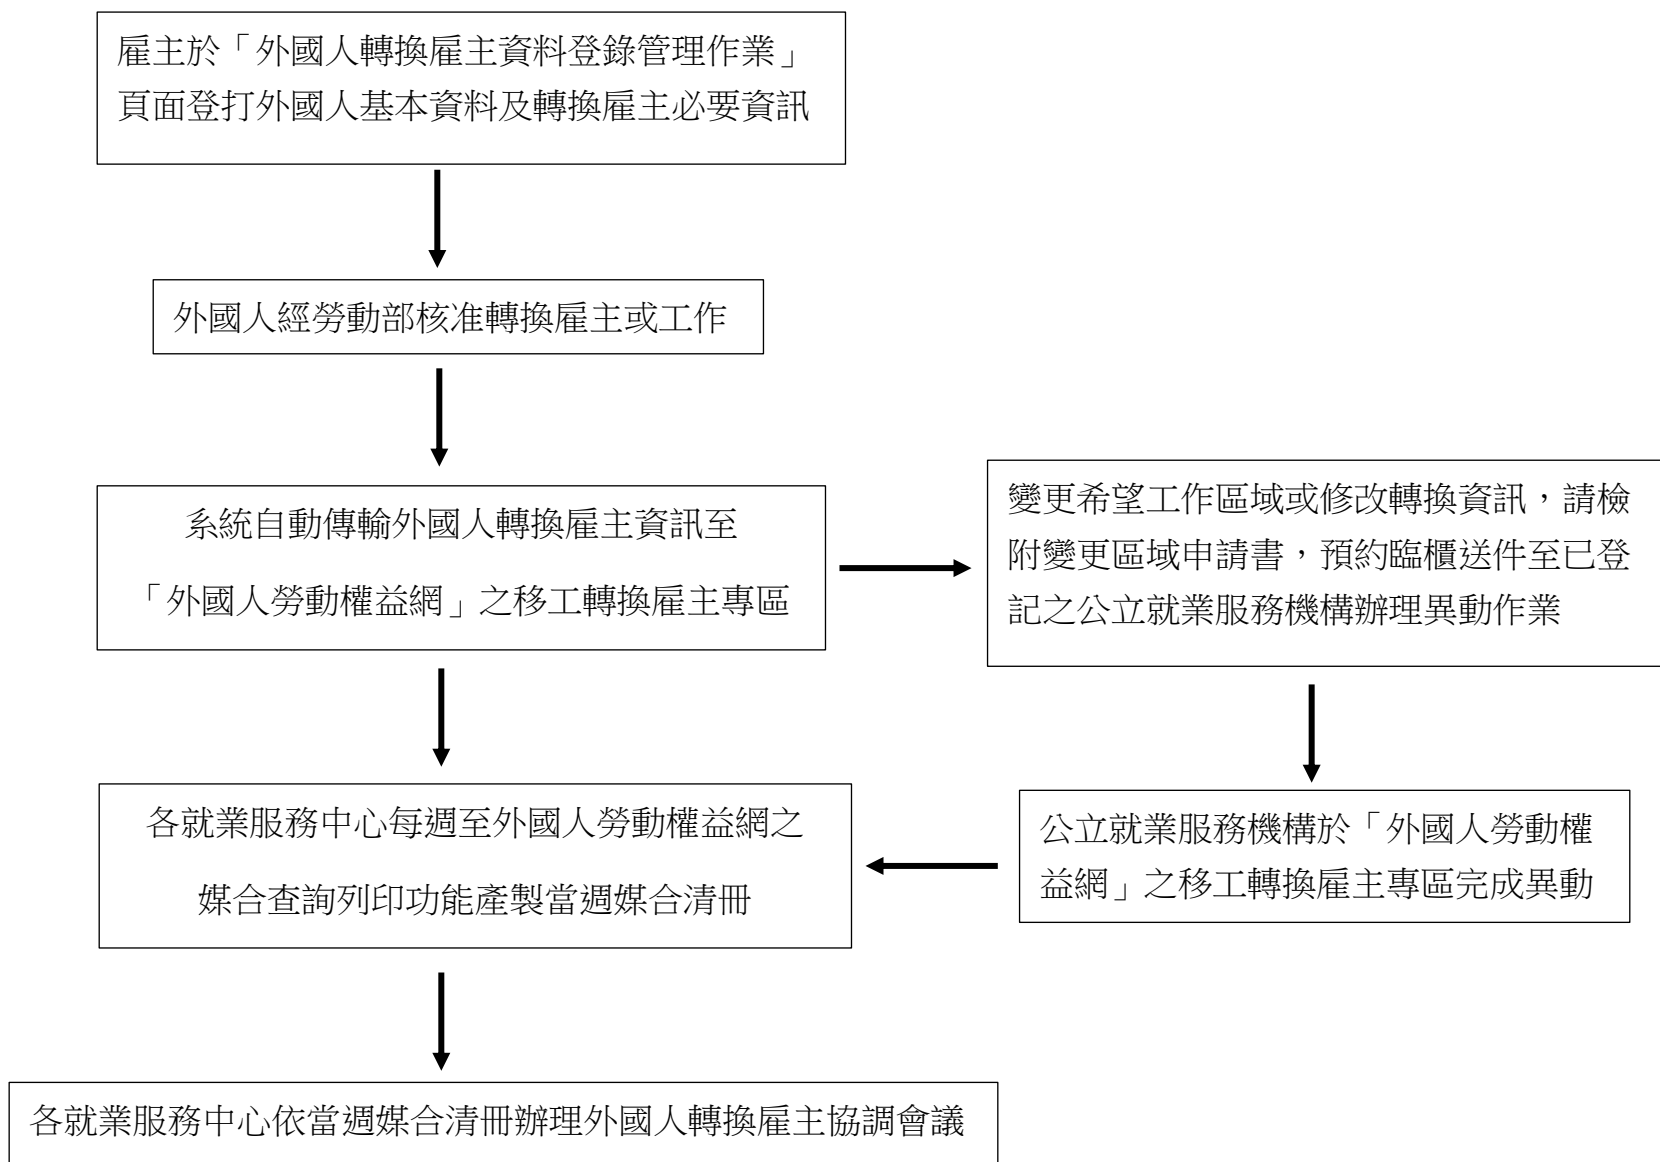 雇主於「外國人轉換雇主資料登錄管理作業」
頁面登打外國人基本資料及轉換雇主必要資訊
外國人經勞動部核准轉換雇主或工作
系統自動傳輸外國人轉換雇主資訊至
「外國人勞動權益網」之移工轉換雇主專區
變更希望工作區域或修改轉換資訊，請檢
附變更區域申請書，預約臨櫃送件至已登
記之公立就業服務機構辦理異動作業
各就業服務中心每週至外國人勞動權益網之
媒合查詢列印功能產製當週媒合清冊
公立就業服務機構於「外國人勞動權
益網」之移工轉換雇主專區完成異動
各就業服務中心依當週媒合清冊辦理外國人轉換雇主協調會議